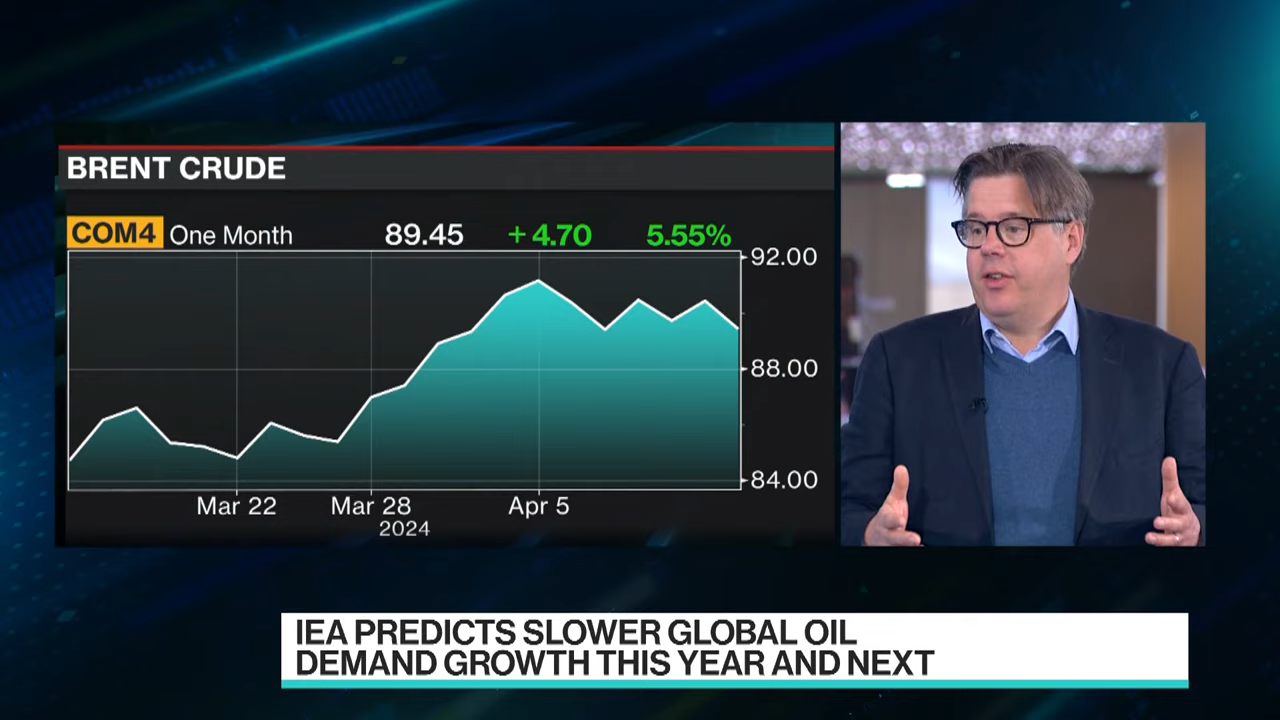 BRENT CRUDE
COM4 One Month 89.45 +4.70 5.55%
92.00
88.00
84.00
Mar 22 Mar 28 Apr 5
2024
IEA PREDICTS SLOWER GLOBAL OIL
DEMAND GROWTH THIS YEAR AND NEXT